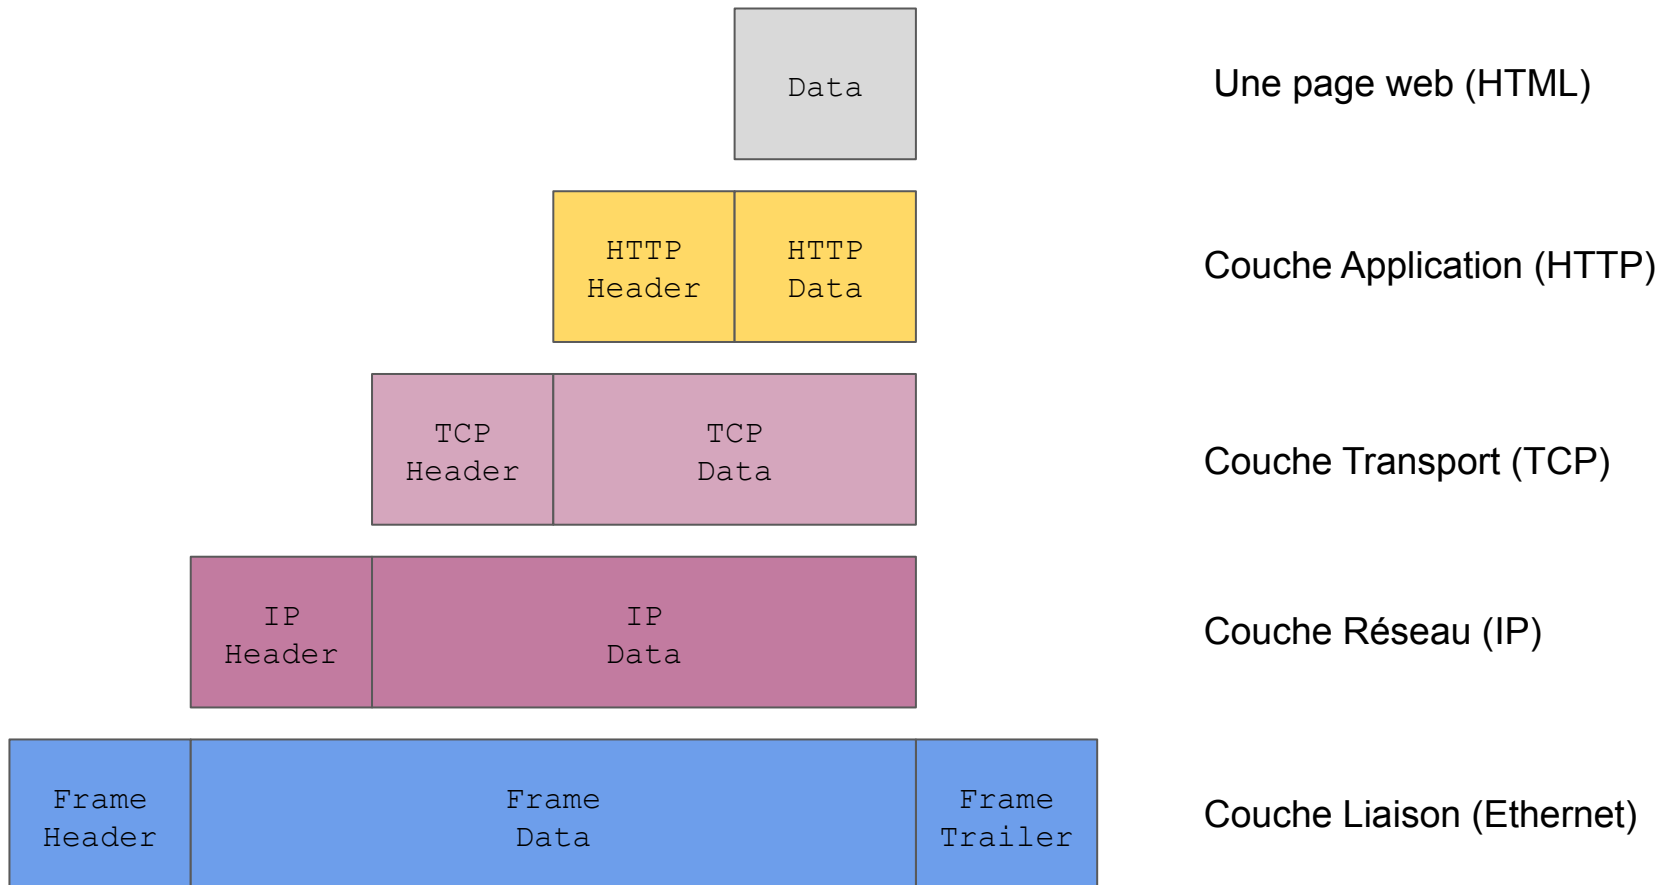 Data
Une page web (HTML)
HTTP
Header
HTTP
Data
Couche Application (HTTP)
TCP
Header
TCP
Data
Couche Transport (TCP)
IP
Header
IP
Data
Couche Réseau (IP)
Frame
Header
Frame
Data
Frame
Trailer
Couche Liaison (Ethernet)